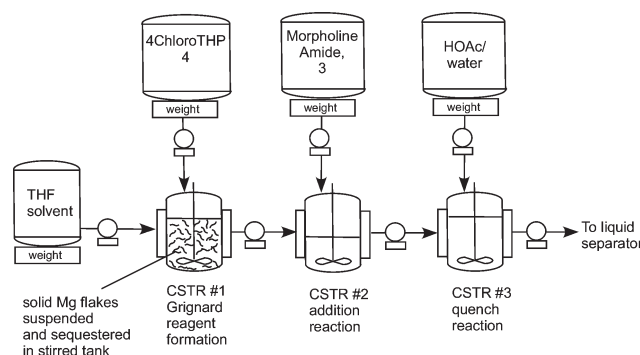 4ChloroTHP
4
weight
Morpholine
Amide,
3
weight
HOAc/
water
weight
THF
solvent
weight
To liquid
separator
solid Mg flakes
suspended
and sequestered
in stirred tank
CSTR #1
Grignard
reagent
formation
CSTR #2
addition
reaction
CSTR #3
quench
reaction